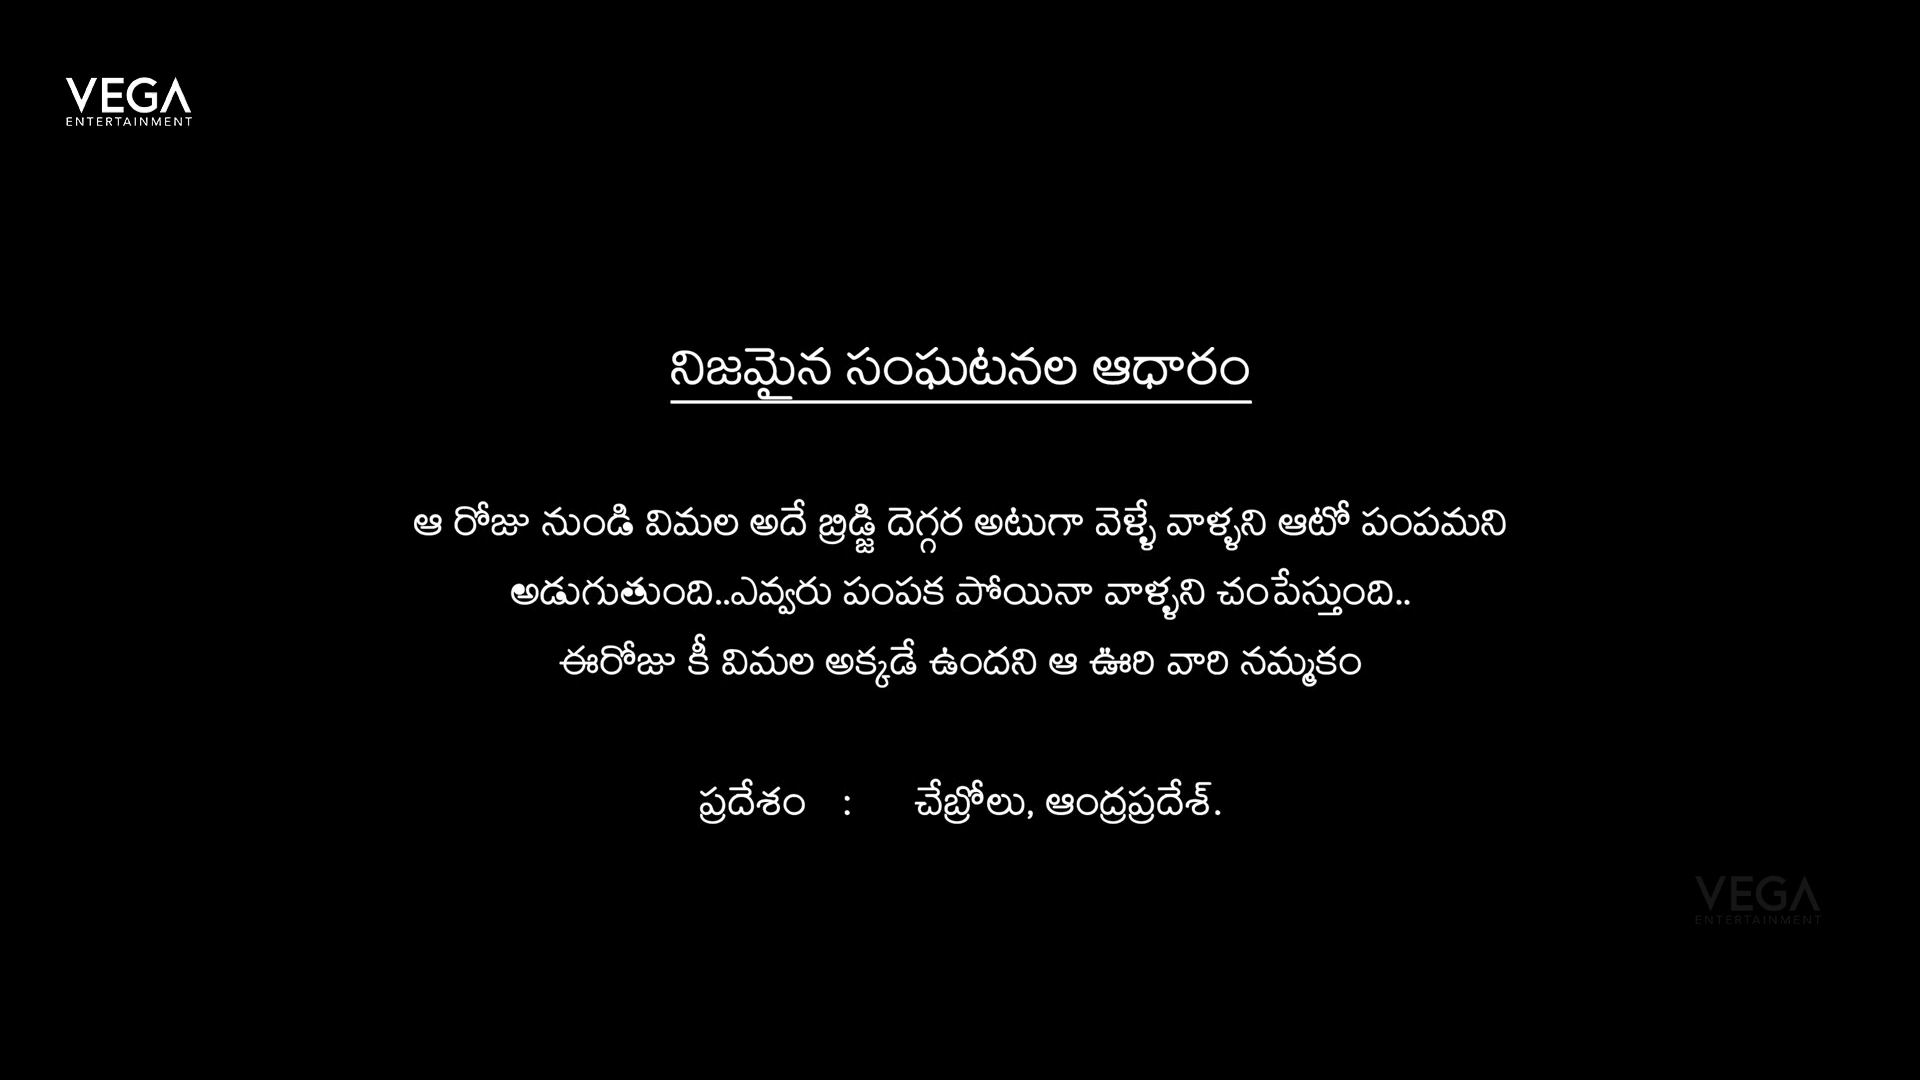 VEGA
ENTERTAINMENT
నిజమైన సంఘటనల ఆధారం
ఆ రోజు నుండి విమల అదే బ్రిడ్జి దెగ్గర అటుగా వెళ్ళే వాళ్ళని ఆటో పంపమని
అడుగుతుంది..ఎవ్వరు పంపక పోయినా వాళ్ళని చంపేస్తుంది..
ఈరోజు కీ విమల అక్కడే ఉందని ఆ ఊరి వారి నమ్మకం
ప్రదేశం : చేబ్రోలు, ఆంద్రప్రదేశ్.
VEGA
ENTERTAINMENT